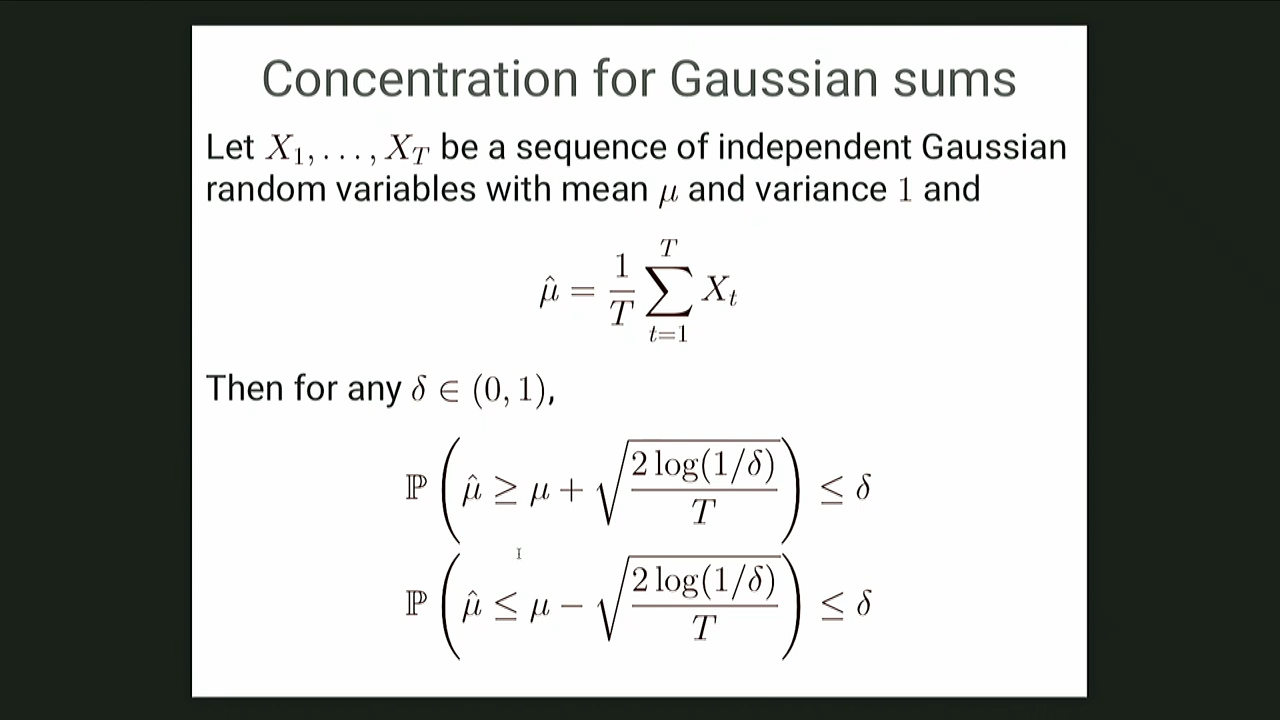 Concentration for Gaussian sums
Let X₁, . . . , X_T be a sequence of independent Gaussian
random variables with mean μ and variance 1 and
μ̂ = 1/T ∑_{t=1}^{T} X_t
Then for any δ ∈ (0, 1),
ℙ ( μ̂ ≥ μ + √(2 log(1/δ) / T) ) ≤ δ
ℙ ( μ̂ ≤ μ − √(2 log(1/δ) / T) ) ≤ δ